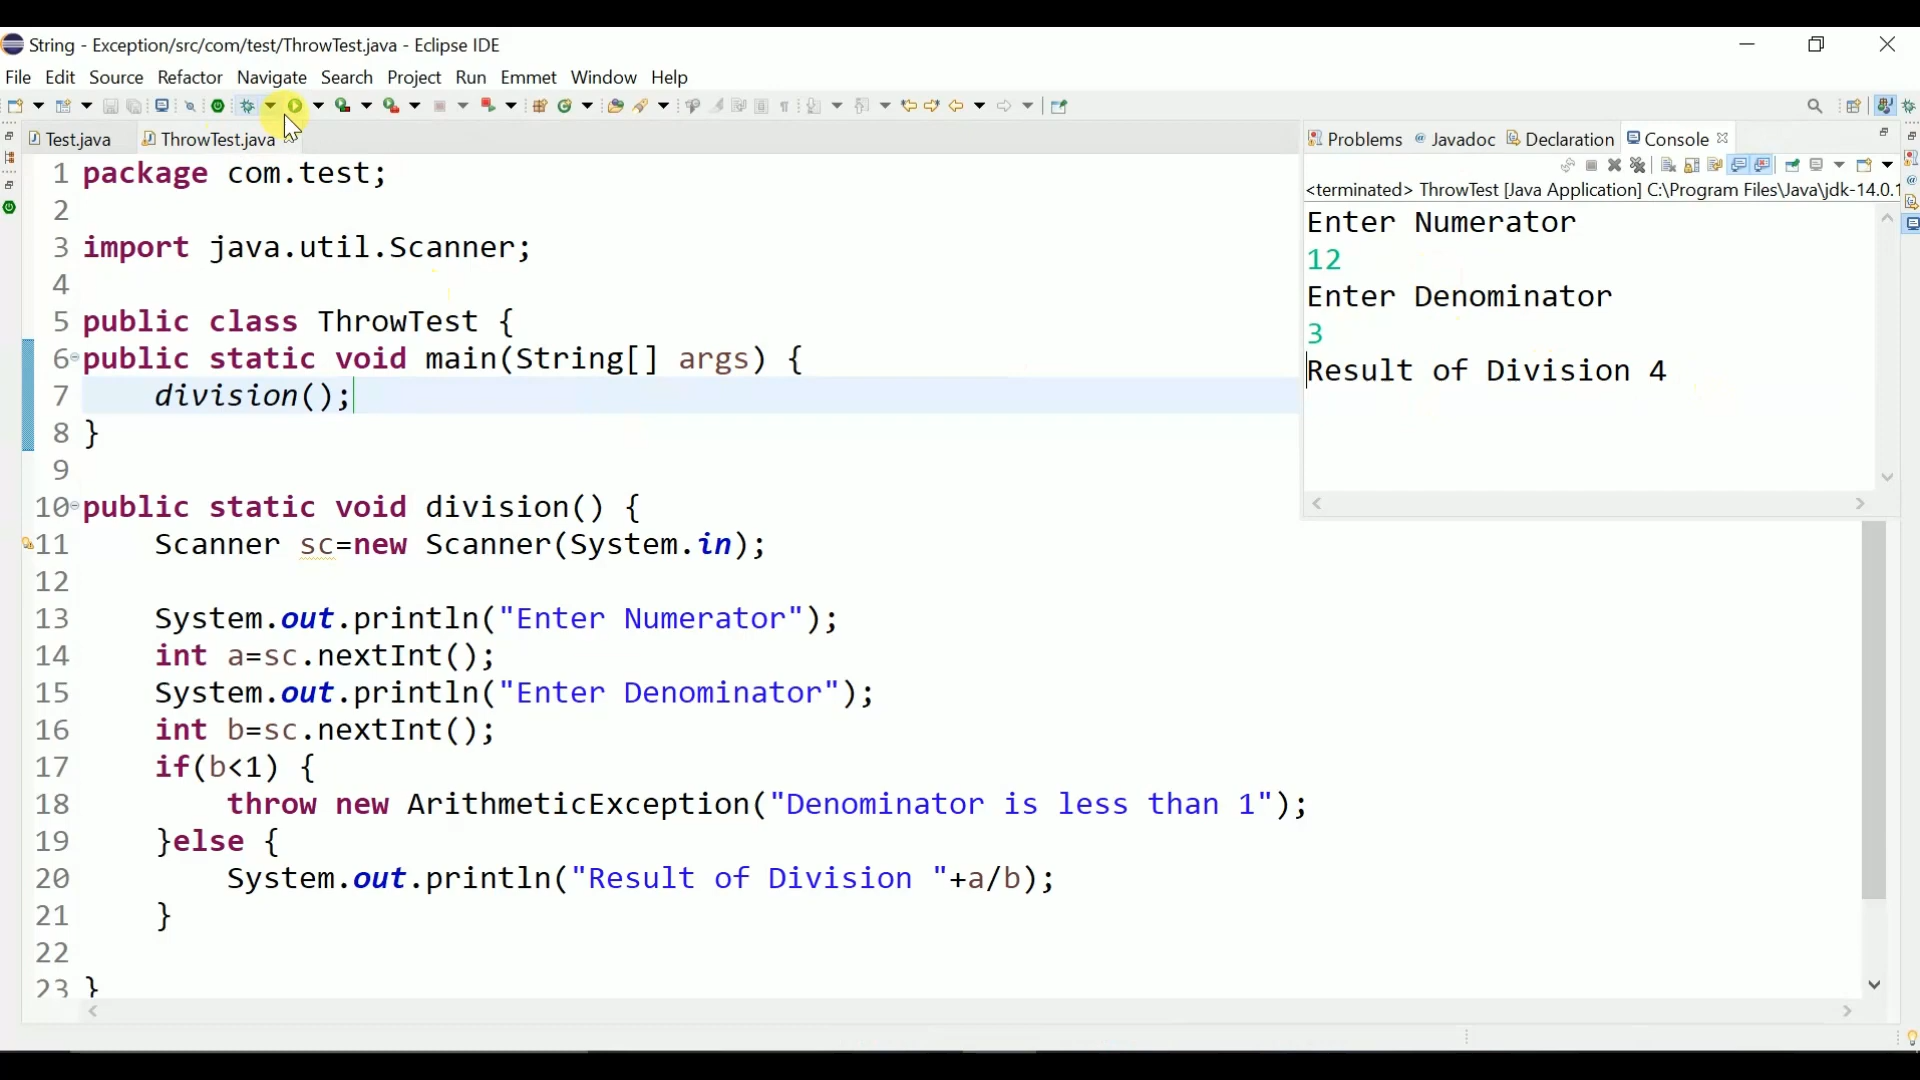 String - Exception/src/com/test/ThrowTest.java - Eclipse IDE
File Edit Source Refactor Navigate Search Project Run Emmet Window Help
Test.java ThrowTest.java
1 package com.test;
2
3 import java.util.Scanner;
4
5 public class ThrowTest {
6 public static void main(String[] args) {
7     division();
8 }
9
10 public static void division() {
11     Scanner sc=new Scanner(System.in);
12
13     System.out.println("Enter Numerator");
14     int a=sc.nextInt();
15     System.out.println("Enter Denominator");
16     int b=sc.nextInt();
17     if(b<1) {
18         throw new ArithmeticException("Denominator is less than 1");
19     }else {
20         System.out.println("Result of Division "+a/b);
21     }
22
23 }
Problems Javadoc Declaration Console
<terminated> ThrowTest [Java Application] C:\Program Files\Java\jdk-14.0.1
Enter Numerator
12
Enter Denominator
3
Result of Division 4